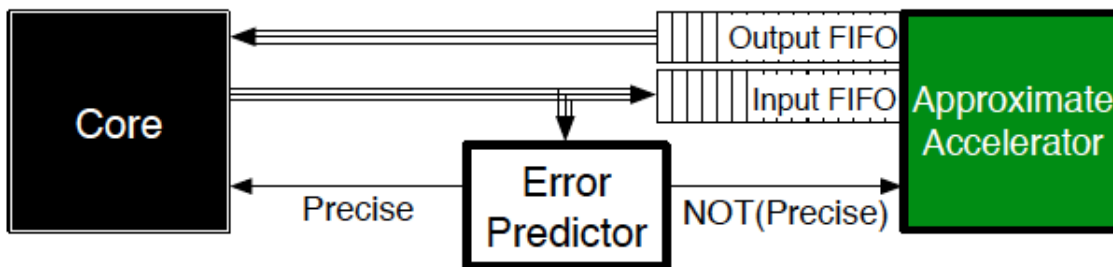 Core
Output FIFO
Input FIFO
Approximate
Accelerator
Error
Predictor
Precise
NOT(Precise)